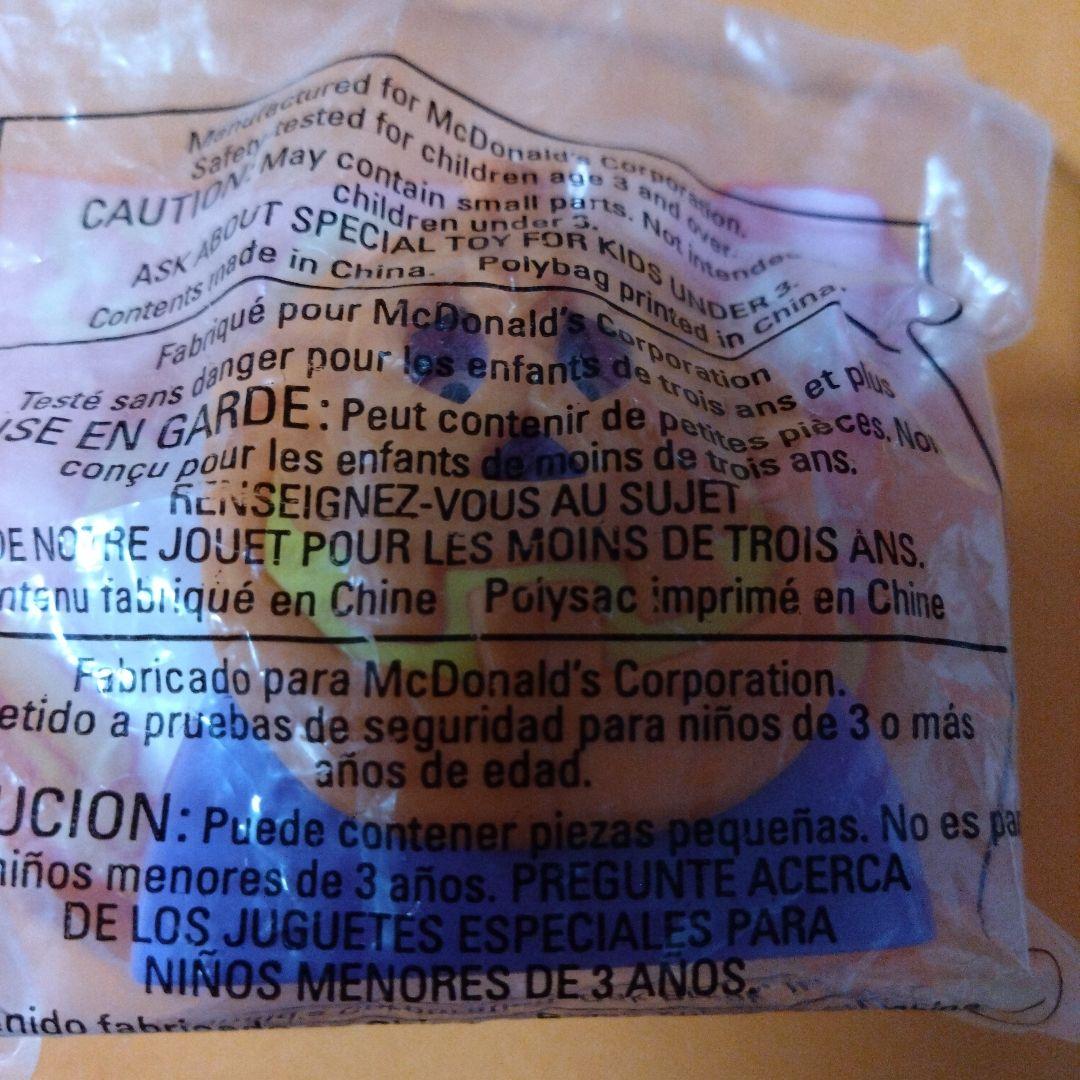 Manufactured for McDonald's Corporation.
Safety tested for children age 3 and over.
CAUTION: May contain small parts. Not intended
children under 3.
ASK ABOUT SPECIAL TOY FOR KIDS UNDER 3.
Contents made in China. Polybag printed in China.
Fabriqué pour McDonald's Corporation
Testé sans danger pour les enfants de trois ans et plus
ISE EN GARDE: Peut contenir de petites pièces. Non
conçu pour les enfants de moins de trois ans.
RENSEIGNEZ-VOUS AU SUJET
DE NOTRE JOUET POUR LES MOINS DE TROIS ANS.
ntenu fabriqué en Chine Polysac imprimé en Chine
Fabricado para McDonald's Corporation.
etido a pruebas de seguridad para niños de 3 o más
años de edad.
UCION: Puede contener piezas pequeñas. No es par
niños menores de 3 años. PREGUNTE ACERCA
DE LOS JUGUETES ESPECIALES PARA
NIÑOS MENORES DE 3 AÑOS.
nido